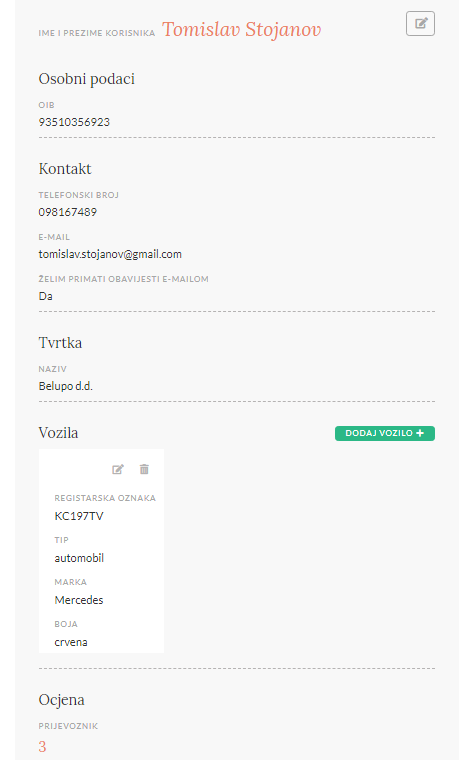 IME I PREZIME KORISNIKA Tomislav Stojanov
Osobni podaci
OIB
93510356923
Kontakt
TELEFONSKI BROJ
098167489
E-MAIL
tomislav.stojanov@gmail.com
ŽELIM PRIMATI OBAVIJESTI E-MAILOM
Da
Tvrtka
NAZIV
Belupo d.d.
Vozila
DODAJ VOZILO +
REGISTARSKA OZNAKA
KC197TV
TIP
automobil
MARKA
Mercedes
BOJA
crvena
Ocjena
PRIJEVOZNIK
3